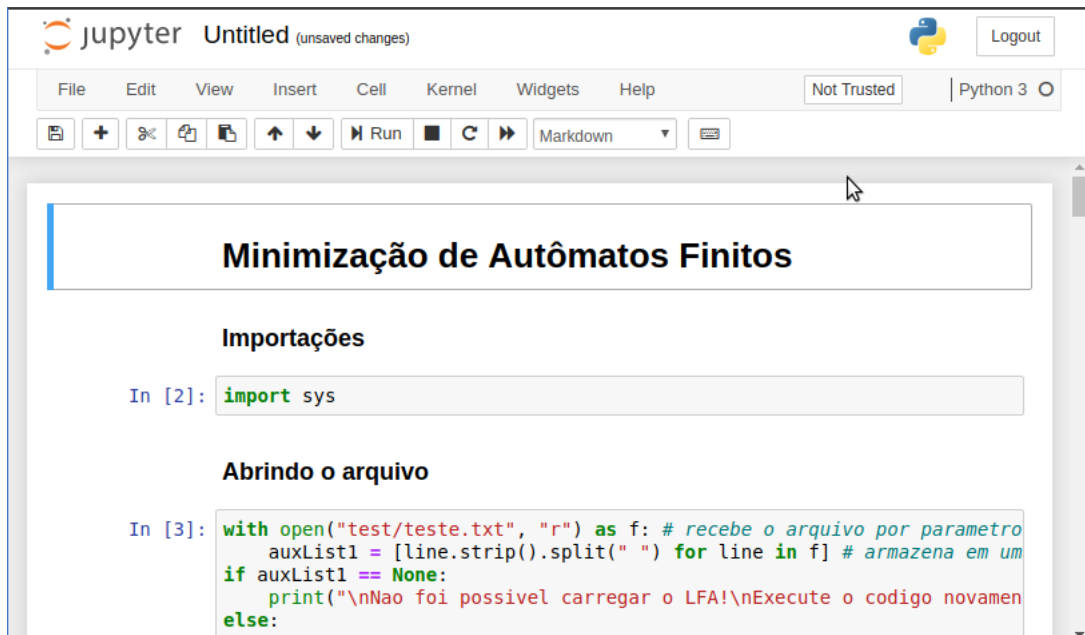 jupyter Untitled (unsaved changes) Logout
File Edit View Insert Cell Kernel Widgets Help Not Trusted Python 3
Run Markdown
Minimização de Autômatos Finitos
Importações
In [2]: import sys
Abrindo o arquivo
In [3]: with open("test/teste.txt", "r") as f: # recebe o arquivo por parametro
auxList1 = [line.strip().split(" ") for line in f] # armazena em um
if auxList1 == None:
print("\nNao foi possivel carregar o LFA!\nExecute o codigo novamen
else: